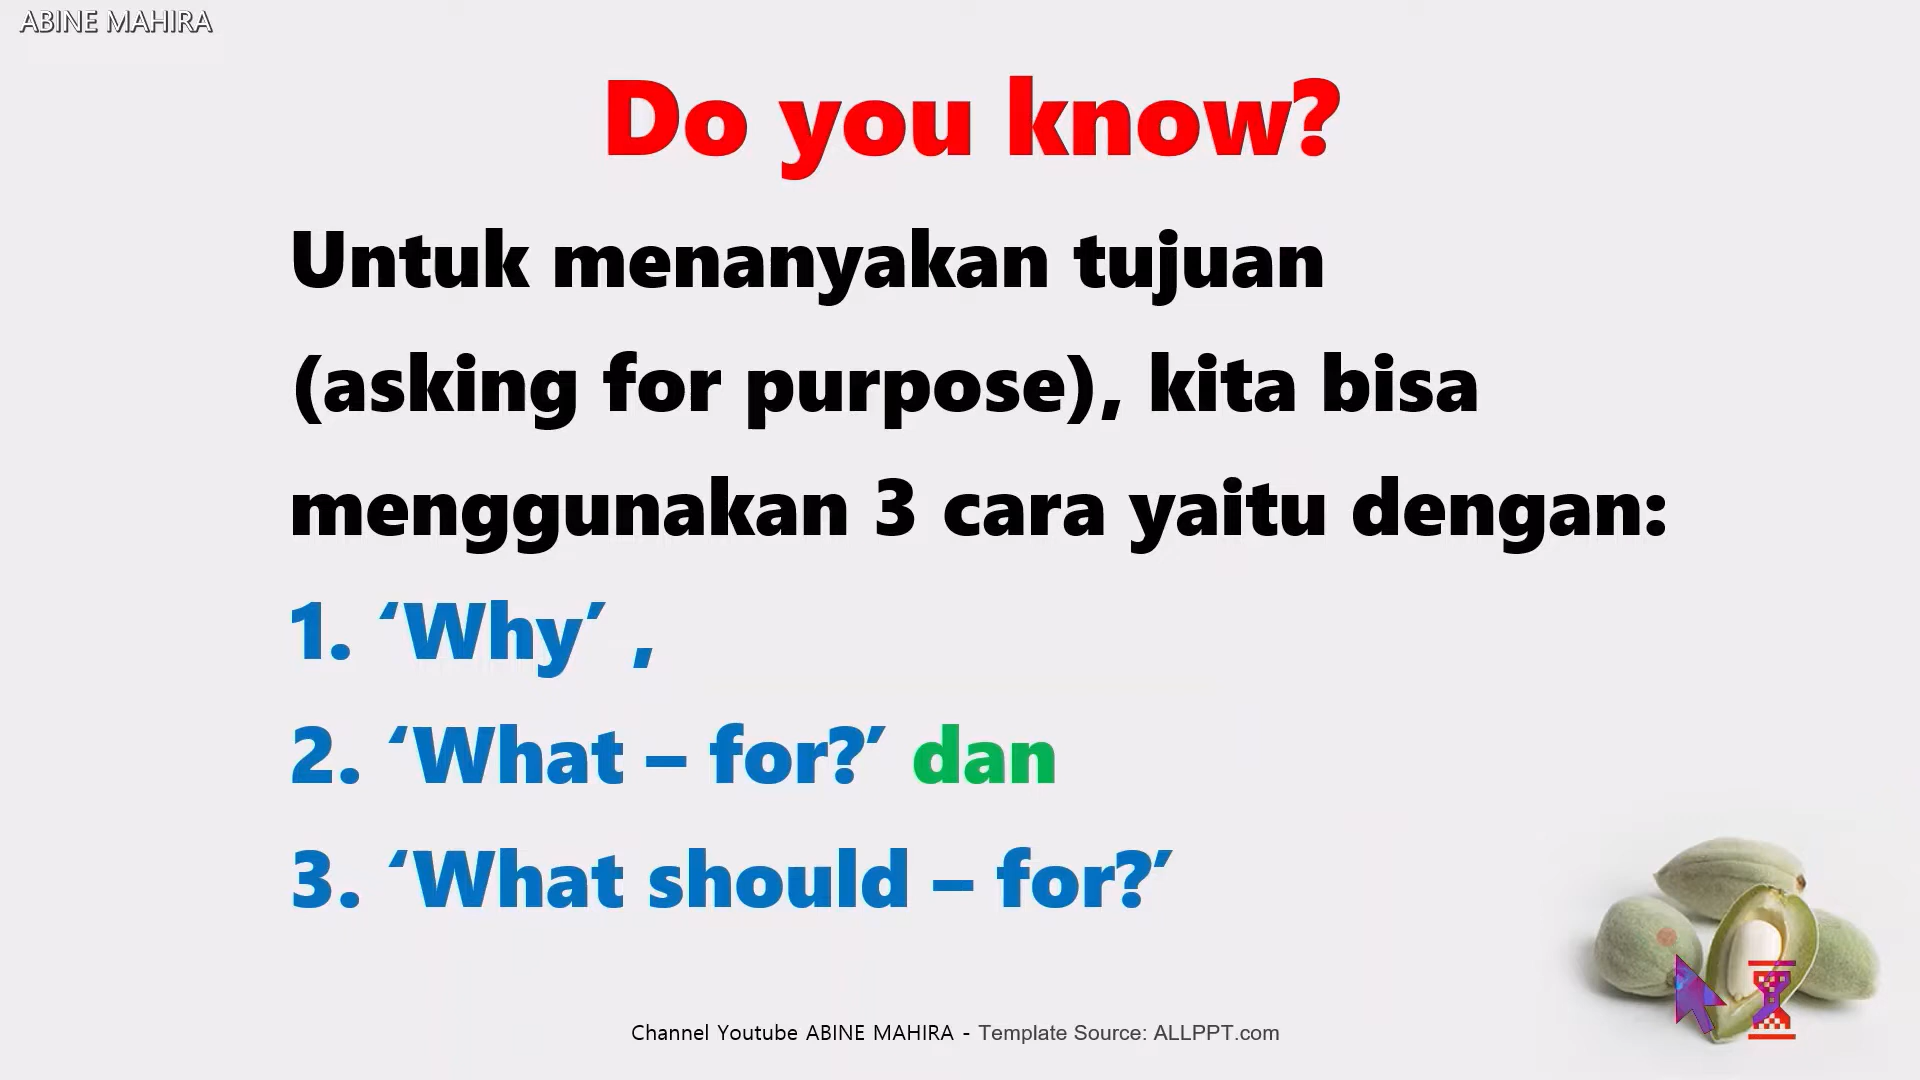 ABINE MAHIRA
Do you know?
Untuk menanyakan tujuan
(asking for purpose), kita bisa
menggunakan 3 cara yaitu dengan:
1. ‘Why’ ,
2. ‘What – for?’ dan
3. ‘What should – for?’
Channel Youtube ABINE MAHIRA - Template Source: ALLPPT.com